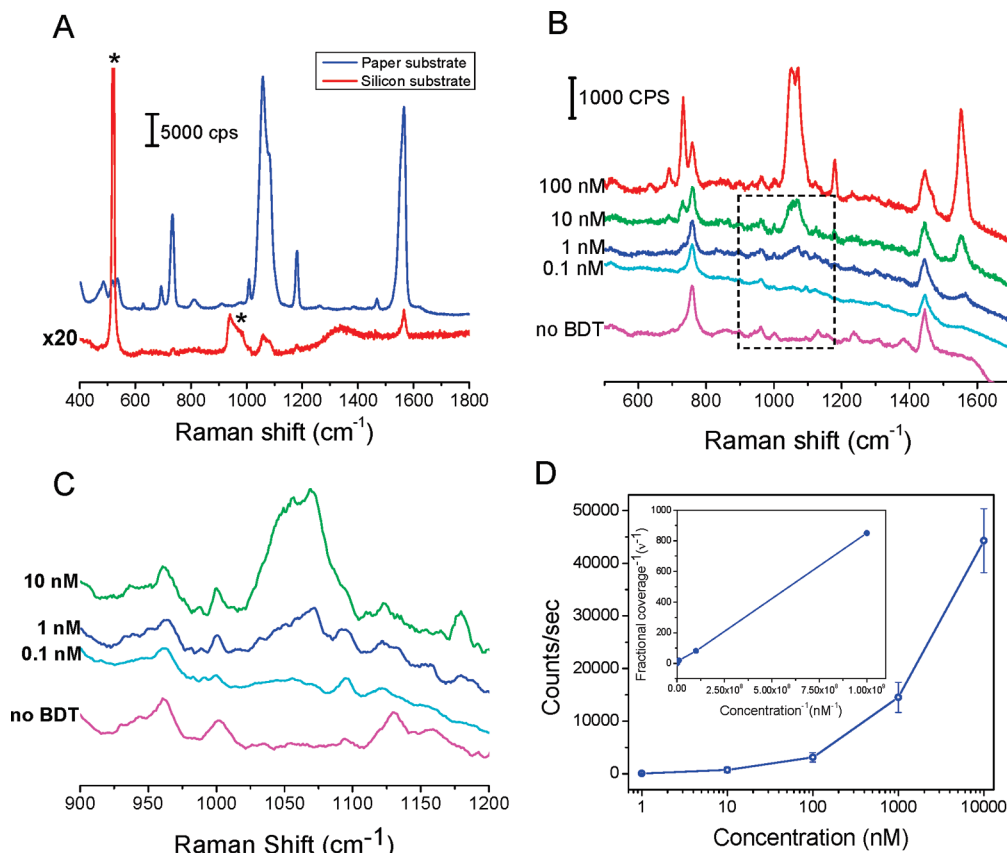 A
*
Paper substrate
Silicon substrate
5000 cps
*
x20
400 600 800 1000 1200 1400 1600 1800
Raman shift (cm-1)
B
1000 CPS
100 nM
10 nM
1 nM
0.1 nM
no BDT
600 800 1000 1200 1400 1600
Raman shift (cm-1)
C
10 nM
1 nM
0.1 nM
no BDT
900 950 1000 1050 1100 1150 1200
Raman Shift (cm-1)
D
50000
40000
30000
20000
10000
0
Counts/sec
1000
800
600
400
200
0
Fractional coverage-1(ν-1)
0.00 2.50x10⁸ 5.00x10⁸ 7.50x10⁸ 1.00x10⁹
Concentration-1(nM-1)
1 10 100 1000 10000
Concentration (nM)